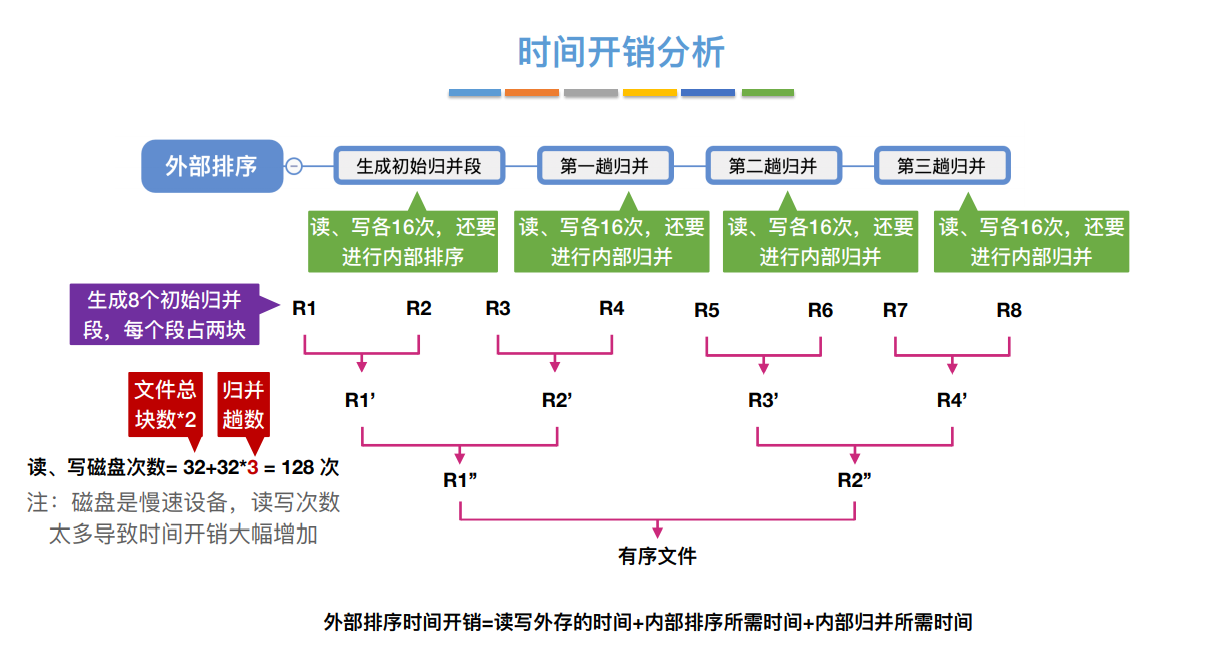 时间开销分析
外部排序
生成初始归并段
第一趟归并
第二趟归并
第三趟归并
读、写各16次，还要
进行内部排序
读、写各16次，还要
进行内部归并
读、写各16次，还要
进行内部归并
读、写各16次，还要
进行内部归并
生成8个初始归并
段，每个段占两块
R1 R2 R3 R4 R5 R6 R7 R8
文件总
块数*2
归并
趟数
R1’ R2’ R3’ R4’
读、写磁盘次数= 32+32*3 = 128 次
R1” R2”
注：磁盘是慢速设备，读写次数
太多导致时间开销大幅增加
有序文件
外部排序时间开销=读写外存的时间+内部排序所需时间+内部归并所需时间